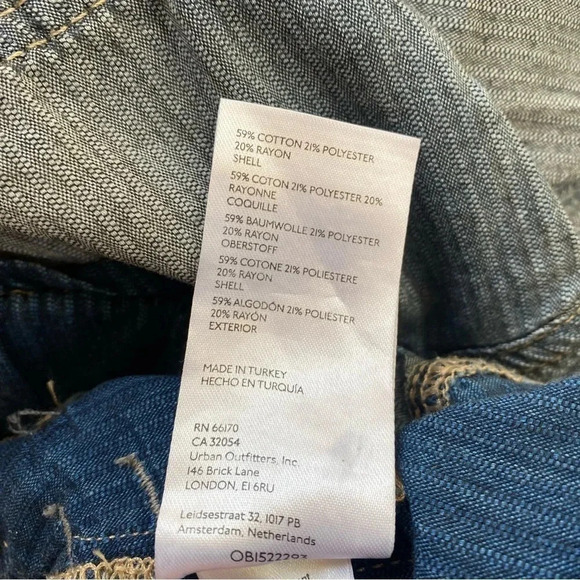 59% COTTON 21% POLYESTER
20% RAYON
SHELL
59% COTON 21% POLYESTER 20%
RAYONNE
COQUILLE
59% BAUMWOLLE 21% POLYESTER
20% RAYON
OBERSTOFF
59% COTONE 21% POLIESTERE
20% RAYON
SHELL
59% ALGODÓN 21% POLIÉSTER
20% RAYÓN
EXTERIOR
MADE IN TURKEY
HECHO EN TURQUÍA
RN 66170
CA 32054
Urban Outfitters, Inc.
146 Brick Lane
LONDON, E1 6RU
Leidsestraat 32, 1017 PB
Amsterdam, Netherlands